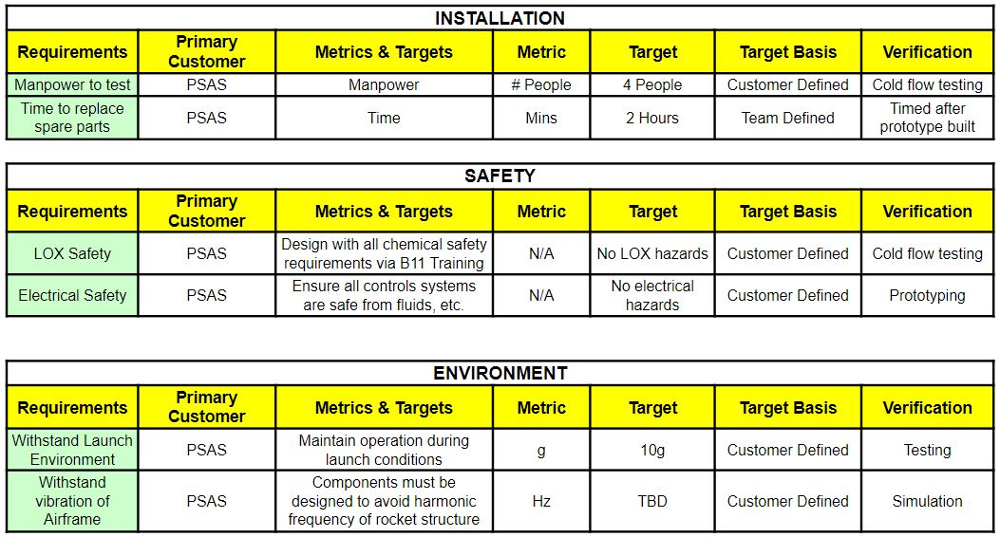 INSTALLATION
Requirements Primary Customer Metrics & Targets Metric Target Target Basis Verification
Manpower to test PSAS Manpower # People 4 People Customer Defined Cold flow testing
Time to replace spare parts PSAS Time Mins 2 Hours Team Defined Timed after prototype built
SAFETY
Requirements Primary Customer Metrics & Targets Metric Target Target Basis Verification
LOX Safety PSAS Design with all chemical safety requirements via B11 Training N/A No LOX hazards Customer Defined Cold flow testing
Electrical Safety PSAS Ensure all controls systems are safe from fluids, etc. N/A No electrical hazards Customer Defined Prototyping
ENVIRONMENT
Requirements Primary Customer Metrics & Targets Metric Target Target Basis Verification
Withstand Launch Environment PSAS Maintain operation during launch conditions g 10g Customer Defined Testing
Withstand vibration of Airframe PSAS Components must be designed to avoid harmonic frequency of rocket structure Hz TBD Customer Defined Simulation